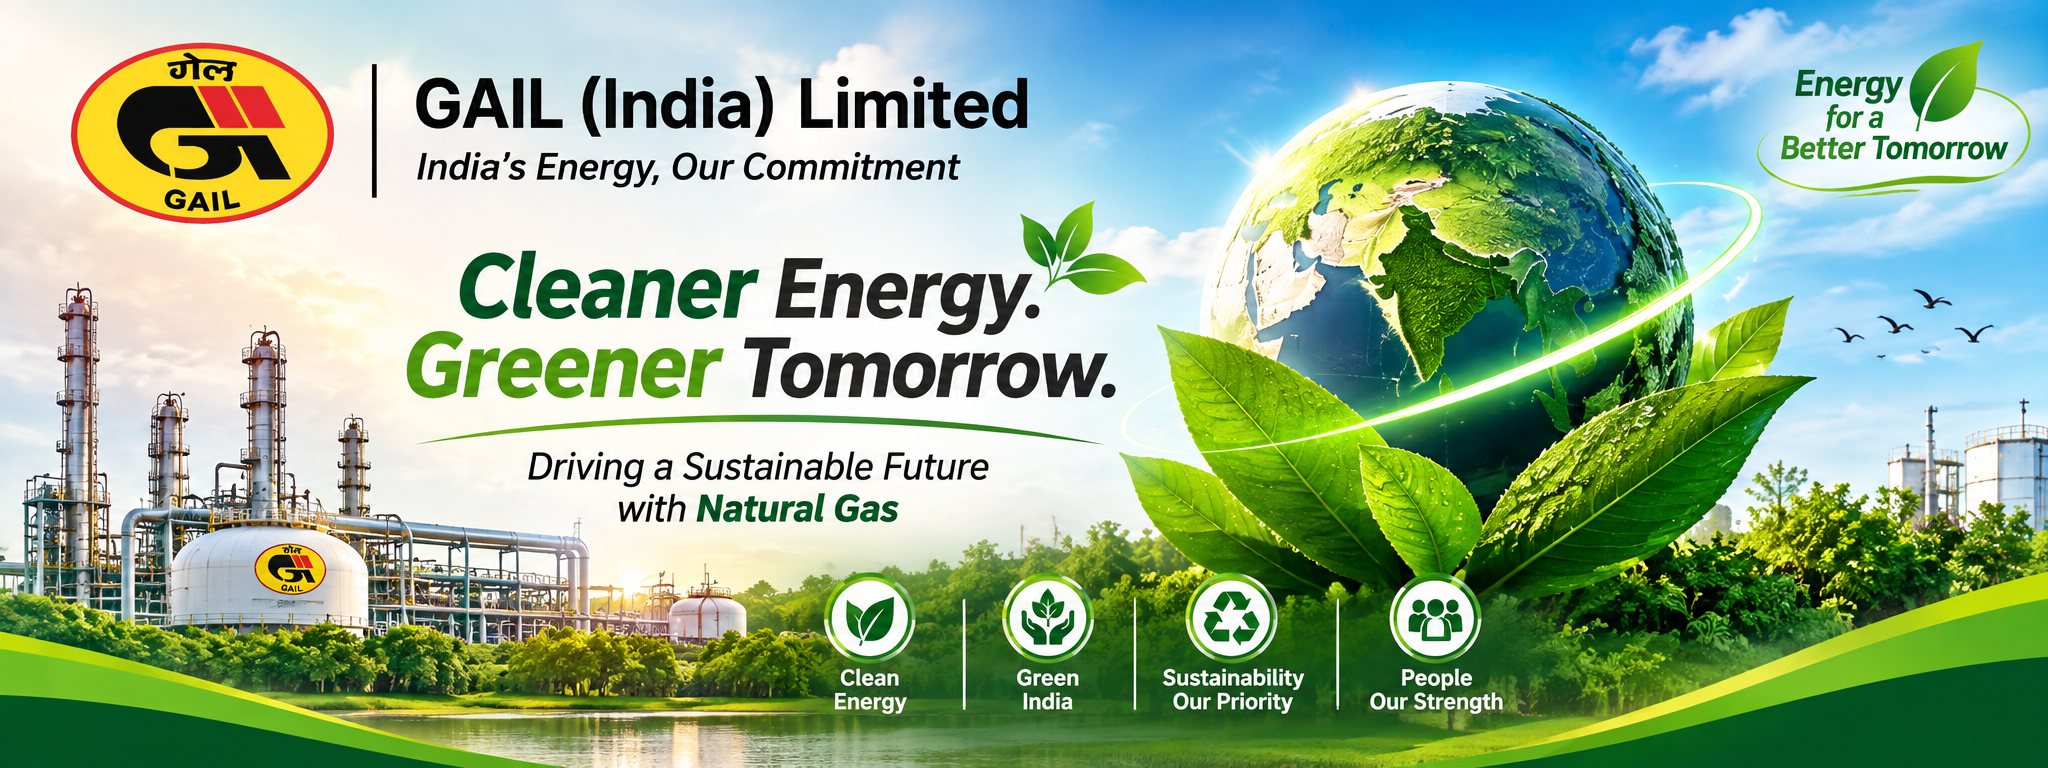 गेल
GAIL
GAIL (India) Limited
India's Energy, Our Commitment
Energy
for a
Better Tomorrow
Cleaner Energy.
Greener Tomorrow.
Driving a Sustainable Future
with Natural Gas
गेल
GAIL
Clean
Energy
Green
India
Sustainability
Our Priority
People
Our Strength